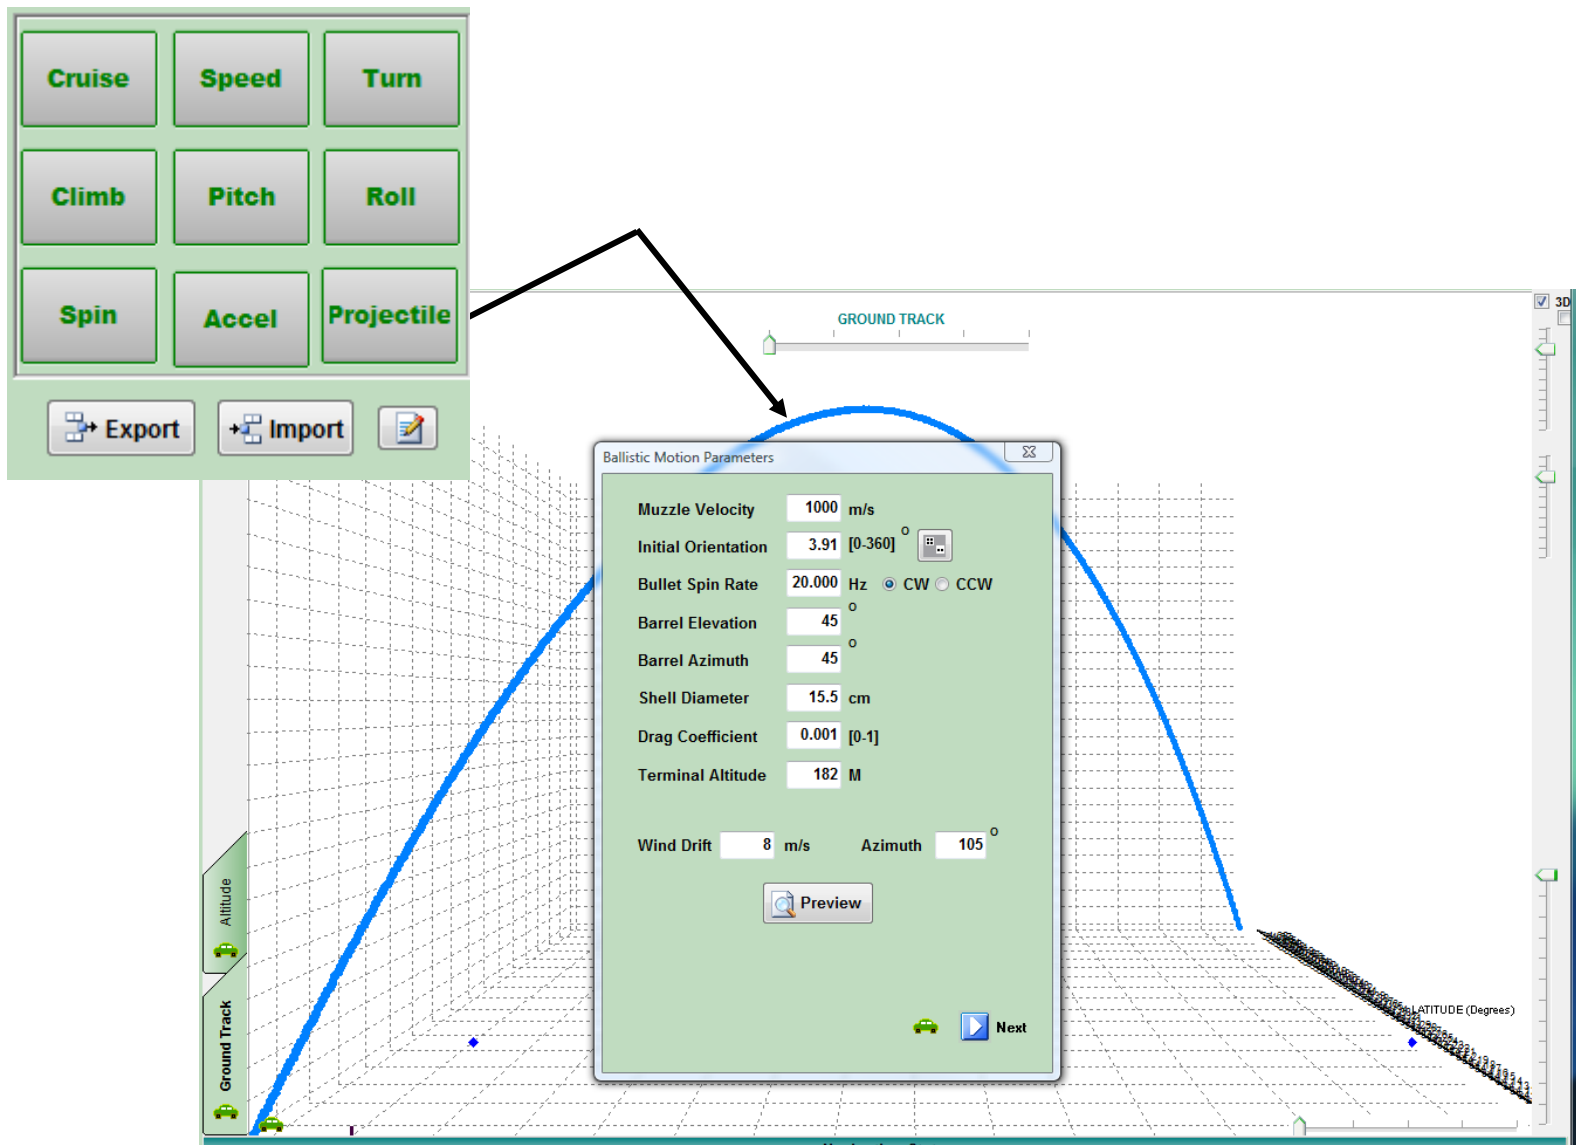 Cruise Speed Turn
Climb Pitch Roll
Spin Accel Projectile
Export Import
3D
GROUND TRACK
Ballistic Motion Parameters
Muzzle Velocity 1000 m/s
Initial Orientation 3.91 [0-360] o
Bullet Spin Rate 20.000 Hz CW CCW
Barrel Elevation 45 o
Barrel Azimuth 45 o
Shell Diameter 15.5 cm
Drag Coefficient 0.001 [0-1]
Terminal Altitude 182 M
Wind Drift 8 m/s Azimuth 105 o
Preview
Next
Altitude
Ground Track
LATITUDE (Degrees)